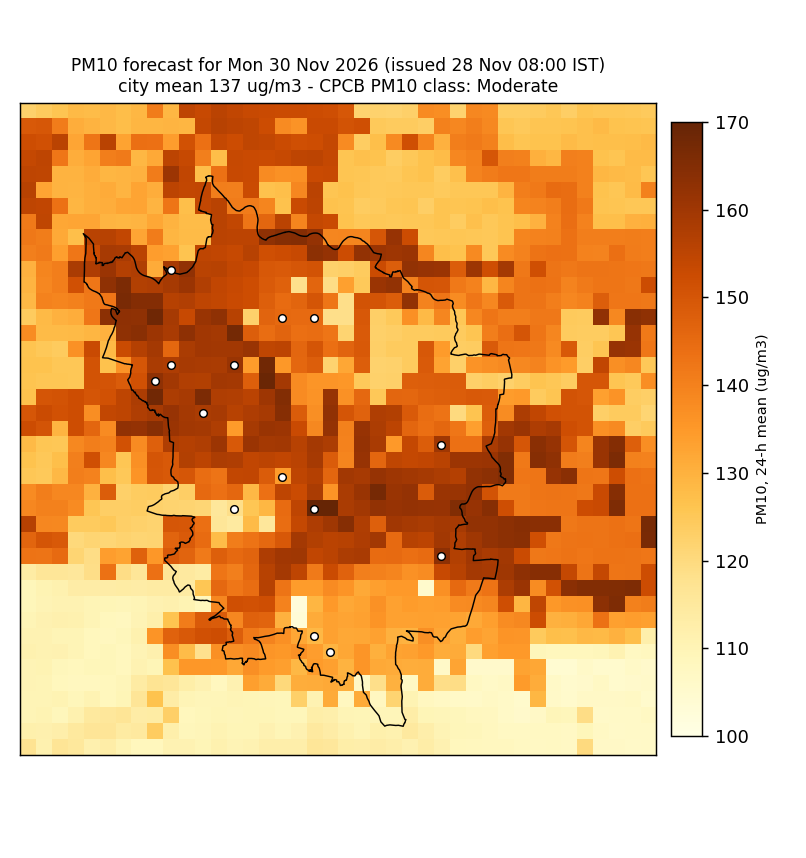 PM10 forecast for Mon 30 Nov 2026 (issued 28 Nov 08:00 IST)
city mean 137 ug/m3 - CPCB PM10 class: Moderate
170
160
150
140
130
120
110
100
PM10, 24-h mean (ug/m3)